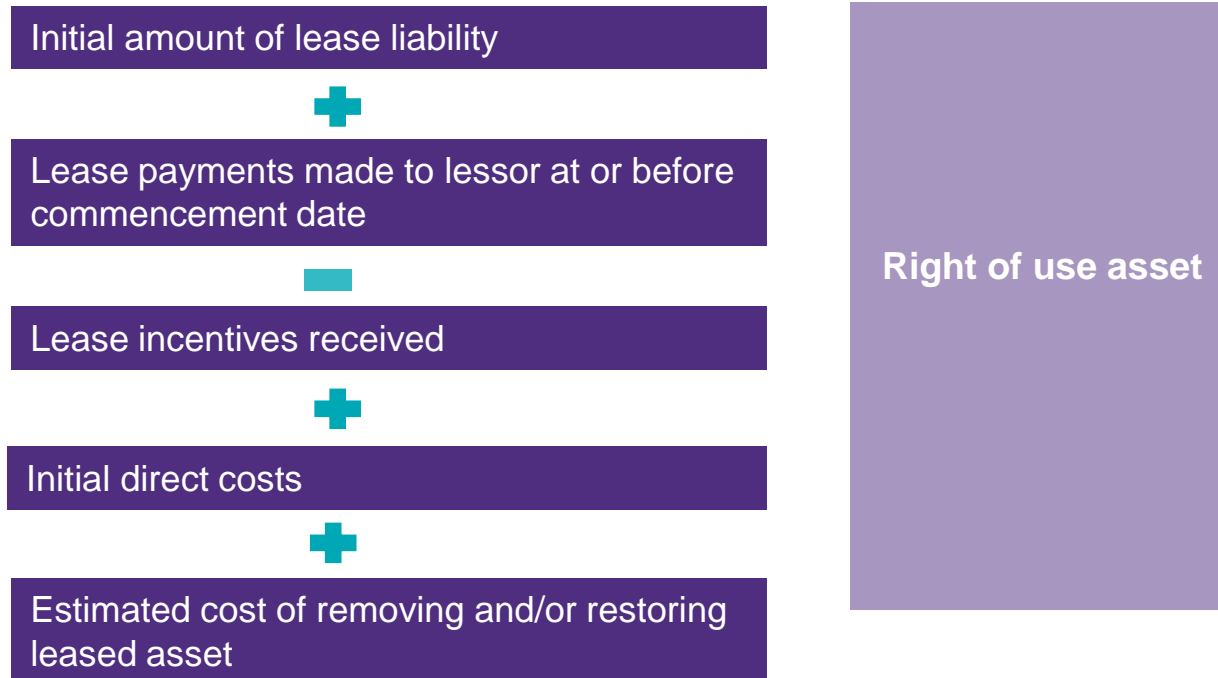 Initial amount of lease liability
Lease payments made to lessor at or before
commencement date
Lease incentives received
Initial direct costs
Estimated cost of removing and/or restoring
leased asset
Right of use asset